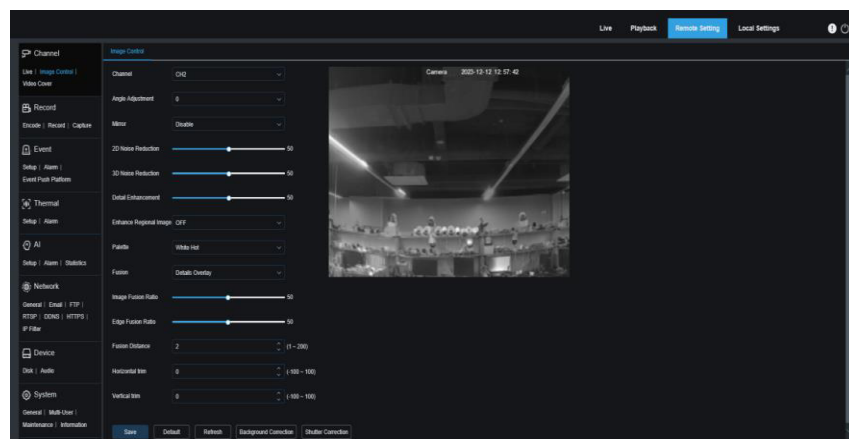 Live Playback Remote Setting Local Settings
Channel
Live | Image Control |
Video Cover
Record
Encode | Record | Capture
Event
Setup | Alarm |
Event Push Platform
Thermal
Setup | Alarm
AI
Setup | Alarm | Statistics
Network
General | Email | FTP |
RTSP | DDNS | HTTPS |
IP Filter
Device
Disk | Audio
System
General | Multi-User |
Maintenance | Information
Image Control
Channel CH2
Angle Adjustment 0
Mirror Disable
2D Noise Reduction 50
3D Noise Reduction 50
Detail Enhancement 50
Enhance Regional Image OFF
Palette White Hot
Fusion Details Overlay
Image Fusion Ratio 50
Edge Fusion Ratio 50
Fusion Distance 2 (1 ~ 200)
Horizontal trim 0 (-100 ~ 100)
Vertical trim 0 (-100 ~ 100)
Save Default Refresh Background Correction Shutter Correction
Camera 2023-12-12 12:57:42